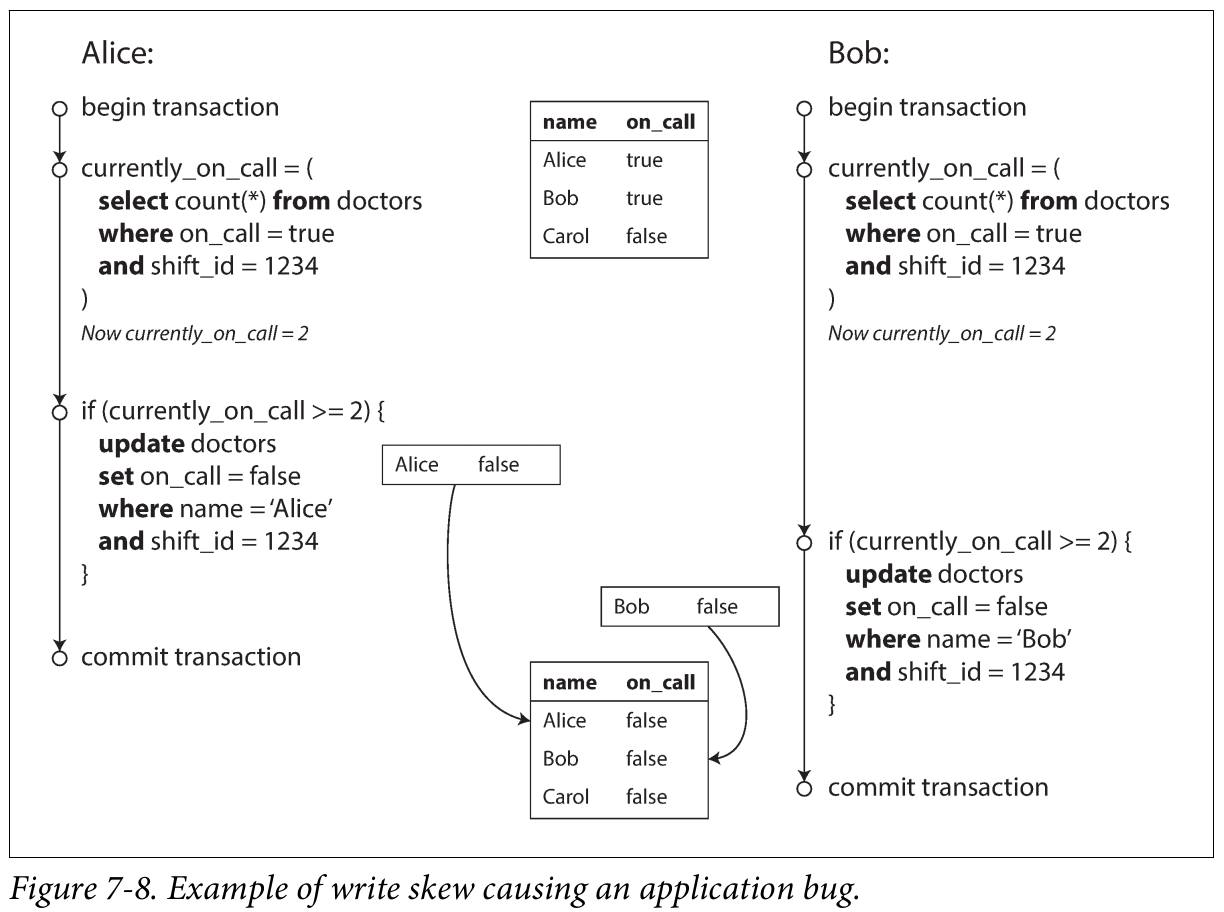 Alice:
begin transaction
currently_on_call = (
select count(*) from doctors
where on_call = true
and shift_id = 1234
)
Now currently_on_call = 2
if (currently_on_call >= 2) {
update doctors
set on_call = false
where name = ‘Alice’
and shift_id = 1234
}
commit transaction
name on_call
Alice true
Bob true
Carol false
Alice false
Bob false
name on_call
Alice false
Bob false
Carol false
Bob:
begin transaction
currently_on_call = (
select count(*) from doctors
where on_call = true
and shift_id = 1234
)
Now currently_on_call = 2
if (currently_on_call >= 2) {
update doctors
set on_call = false
where name = ‘Bob’
and shift_id = 1234
}
commit transaction
Figure 7-8. Example of write skew causing an application bug.